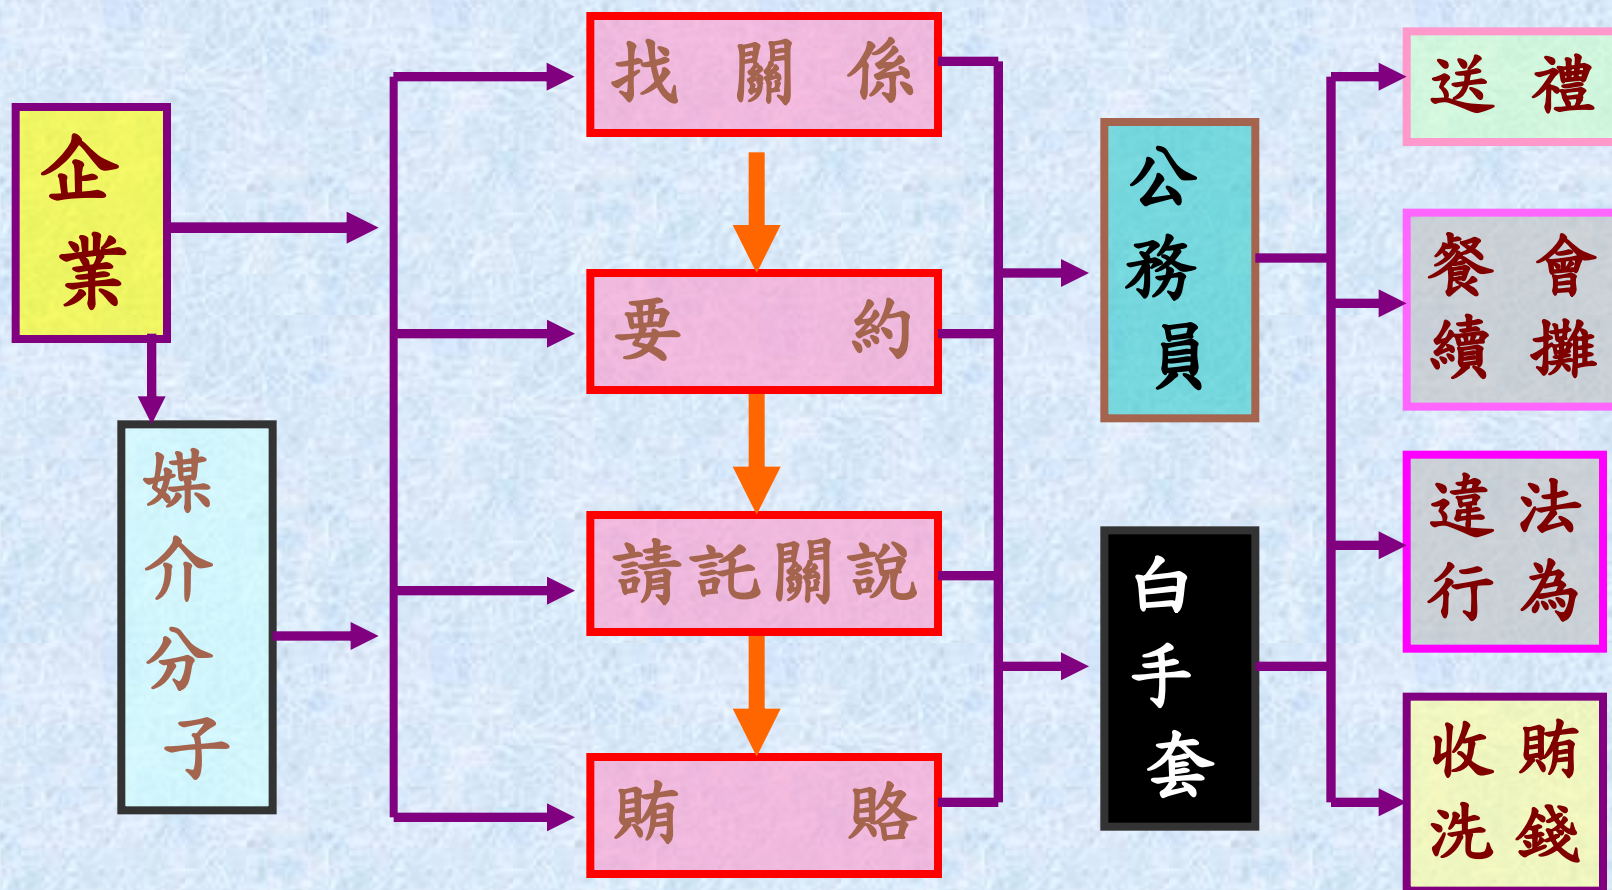 企
業
媒
介
分
子
找關係
要約
請託關說
賄賂
公
務
員
白
手
套
送禮
餐會
續攤
違法
行為
收賄
洗錢